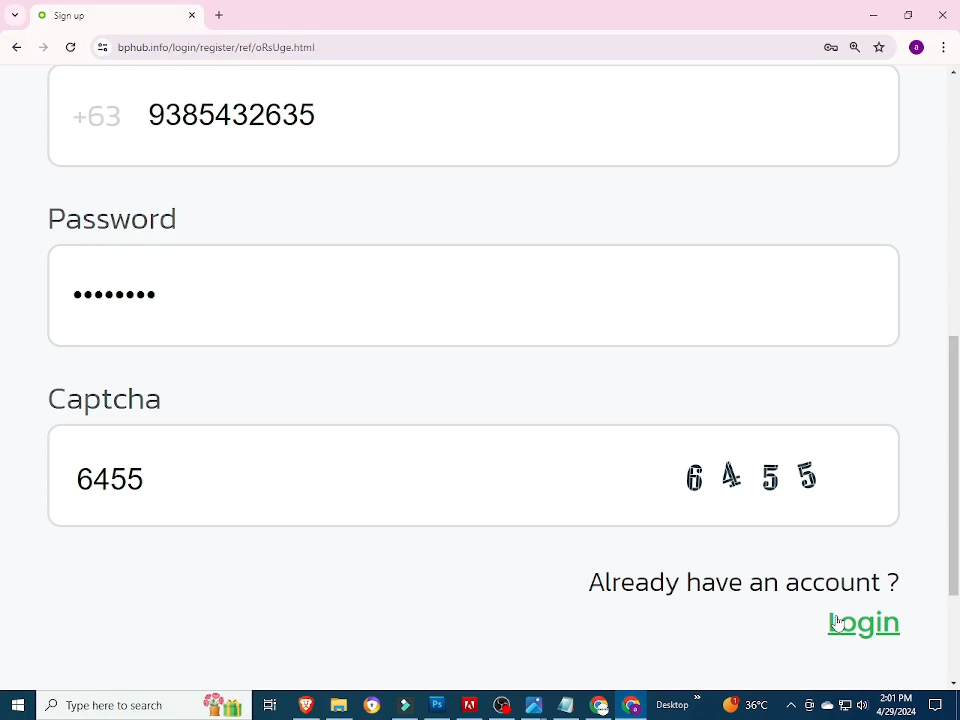 Sign up
bphub.info/login/register/ref/oRsUge.html
a
+63 9385432635
Password
Captcha
6455
6 4 5 5
Already have an account ?
Login
Type here to search
Ps
Desktop
36°C
2:01 PM
4/29/2024